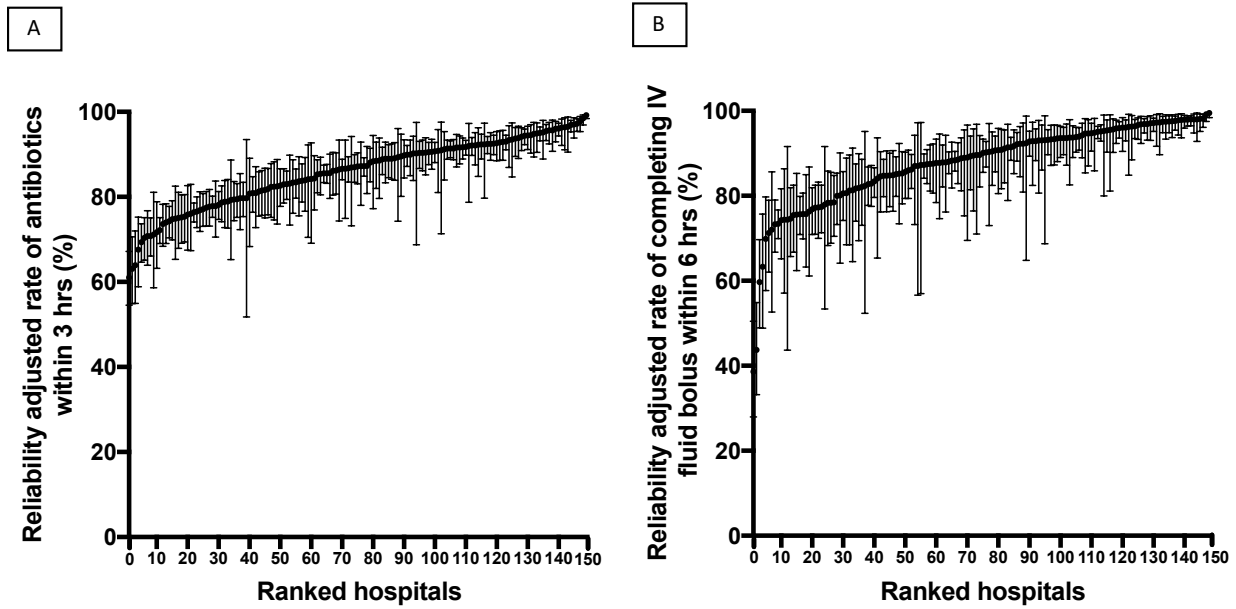 A
Reliability adjusted rate of antibiotics
within 3 hrs (%)
100
80
60
40
20
0
0 10 20 30 40 50 60 70 80 90 100 110 120 130 140 150
Ranked hospitals
B
Reliability adjusted rate of completing IV
fluid bolus within 6 hrs (%)
100
80
60
40
20
0
0 10 20 30 40 50 60 70 80 90 100 110 120 130 140 150
Ranked hospitals